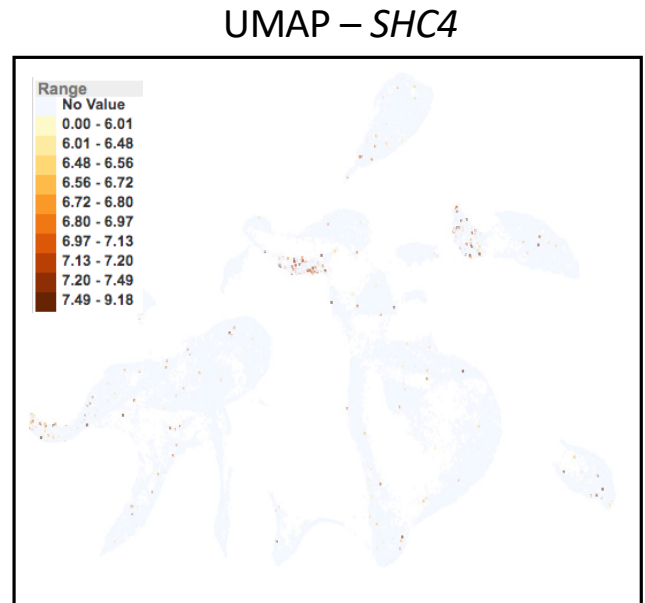 UMAP – SHC4
Range
No Value
0.00 - 6.01
6.01 - 6.48
6.48 - 6.56
6.56 - 6.72
6.72 - 6.80
6.80 - 6.97
6.97 - 7.13
7.13 - 7.20
7.20 - 7.49
7.49 - 9.18